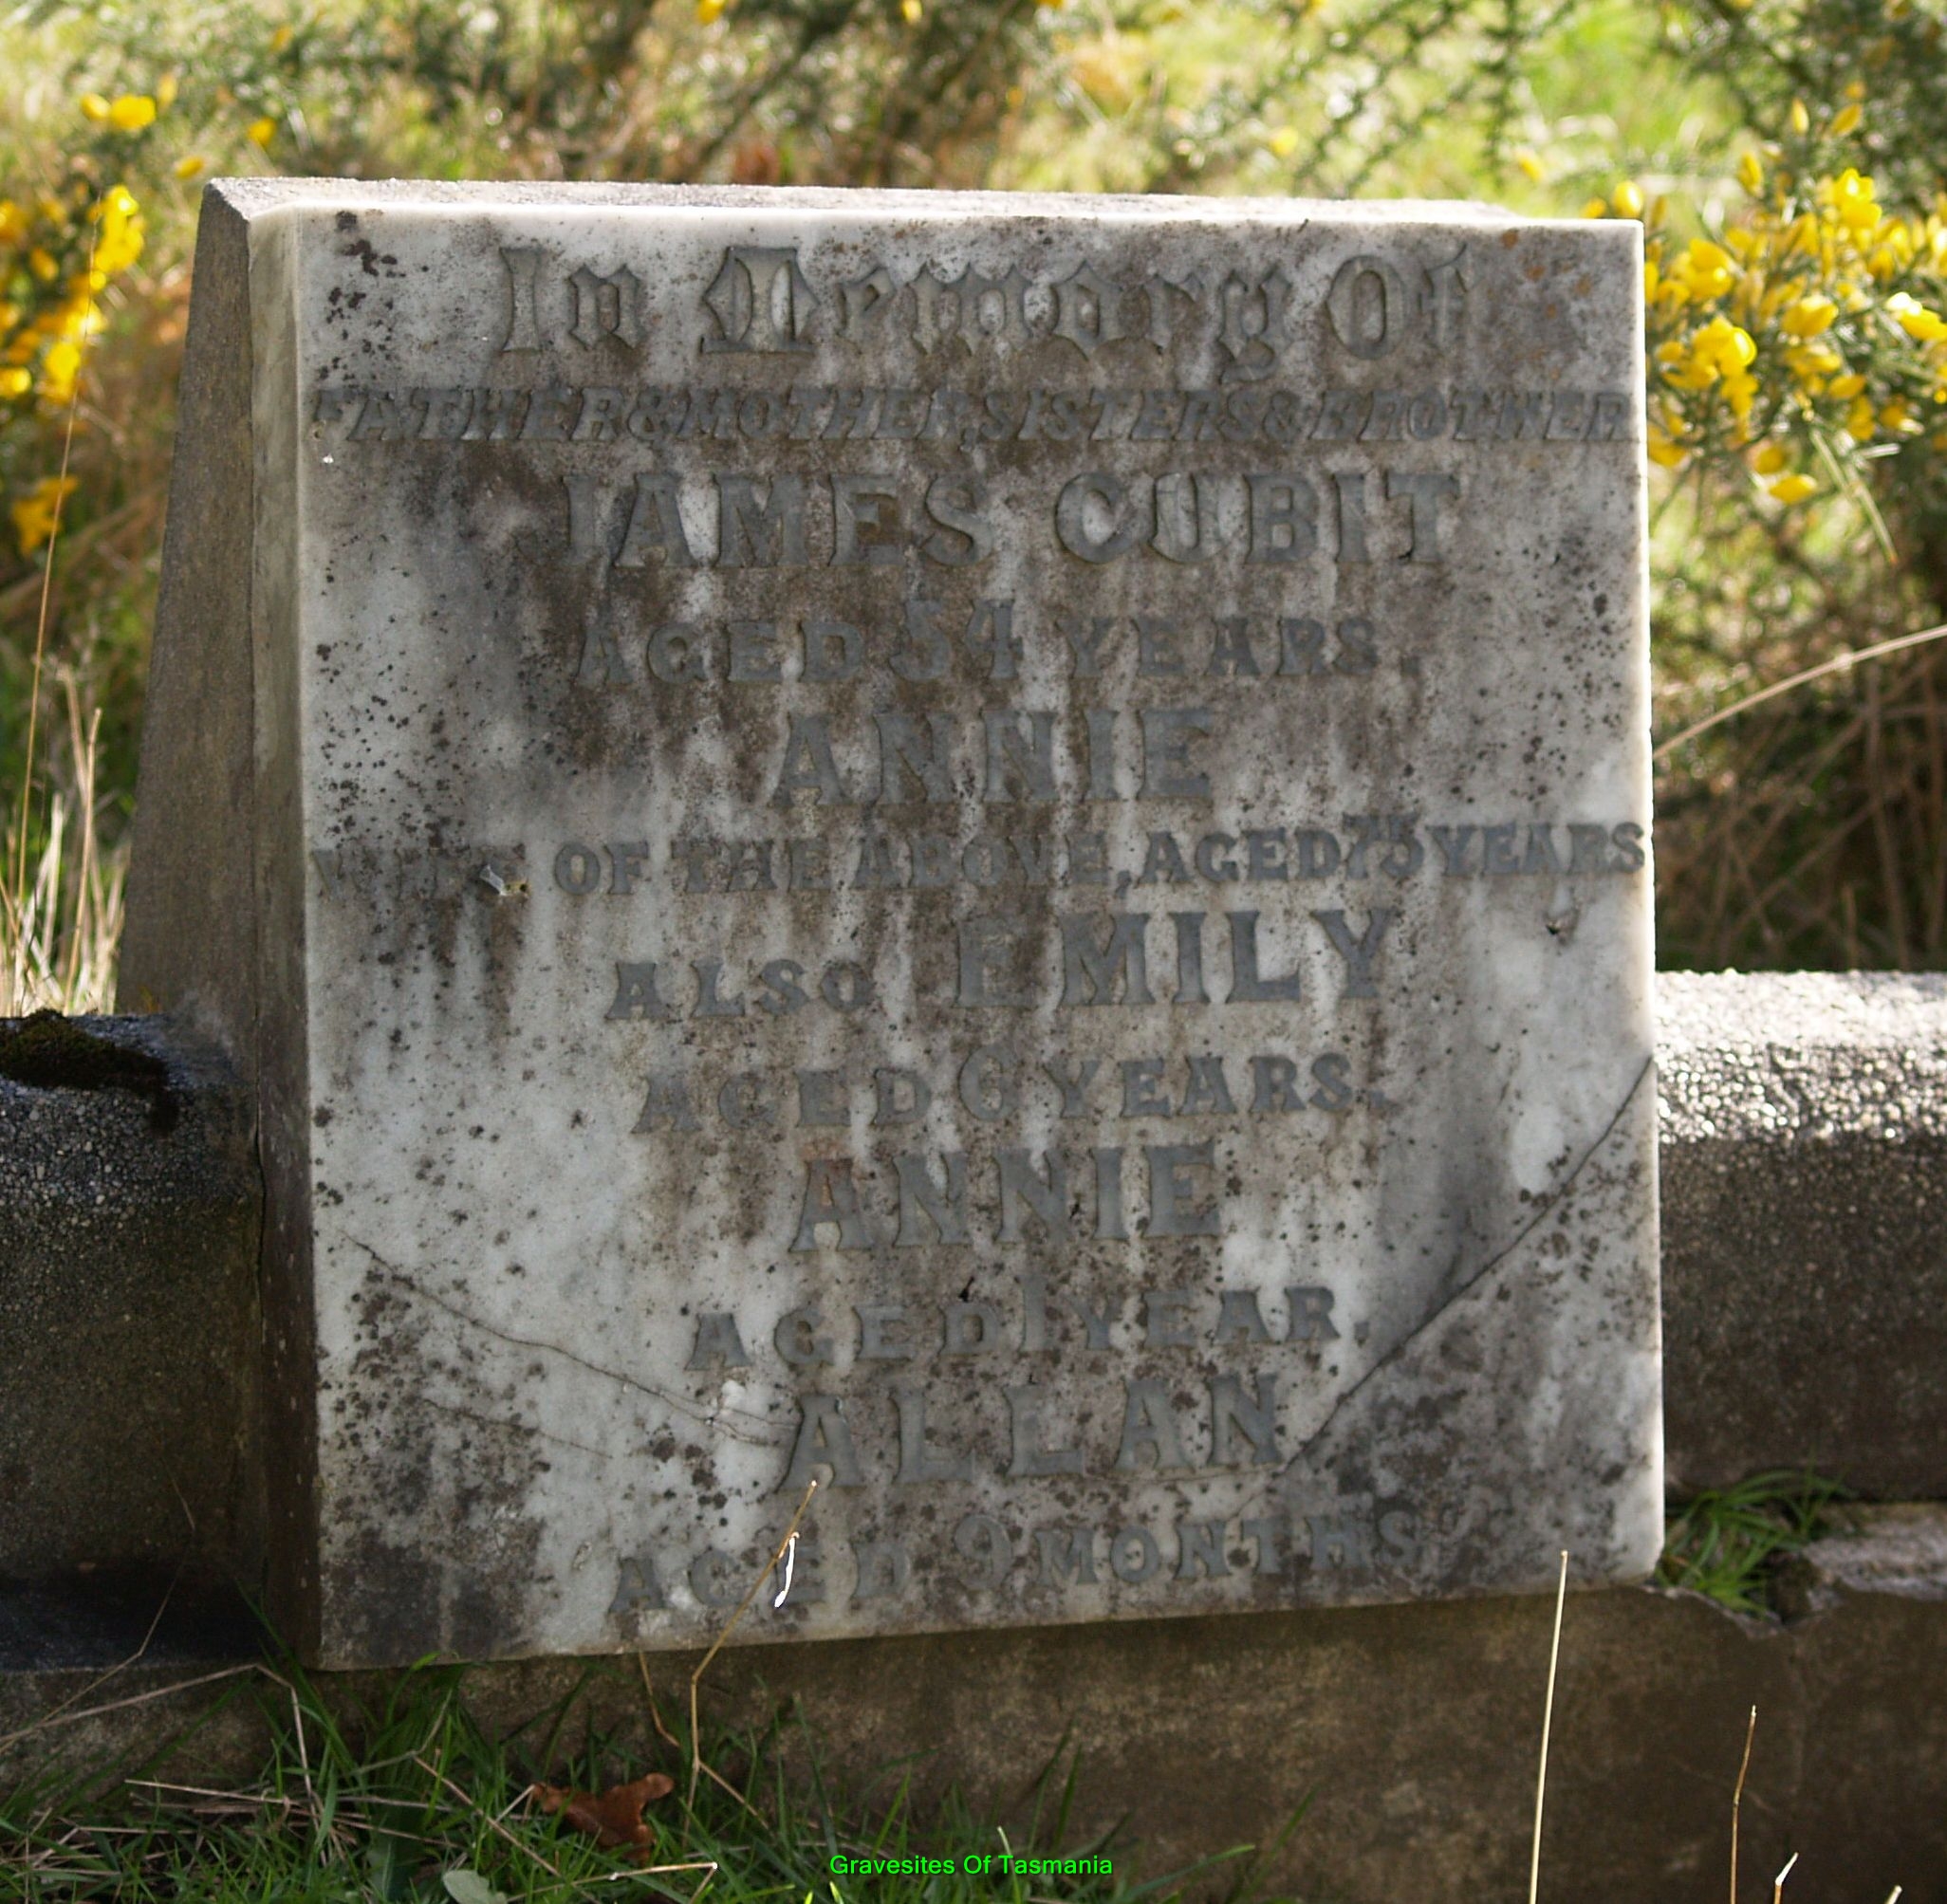 In Memory Of
FATHER & MOTHER, SISTERS & BROTHER
JAMES CUBIT
AGED 54 YEARS.
ANNIE
WIFE OF THE ABOVE, AGED 75 YEARS
ALSO EMILY
AGED 6 YEARS.
ANNIE
AGED 1 YEAR.
ALLAN
AGED 9 MONTHS
Gravesites Of Tasmania